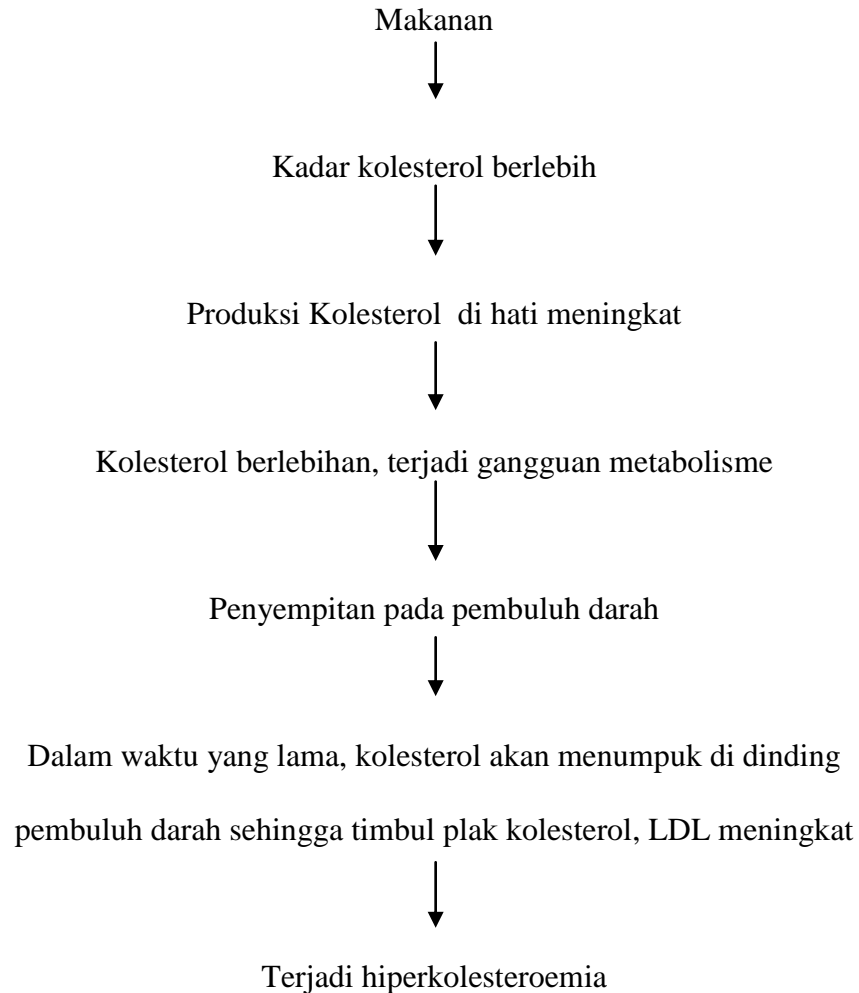 Makanan
Kadar kolesterol berlebih
Produksi Kolesterol di hati meningkat
Kolesterol berlebihan, terjadi gangguan metabolisme
Penyempitan pada pembuluh darah
Dalam waktu yang lama, kolesterol akan menumpuk di dinding
pembuluh darah sehingga timbul plak kolesterol, LDL meningkat
Terjadi hiperkolesteroemia